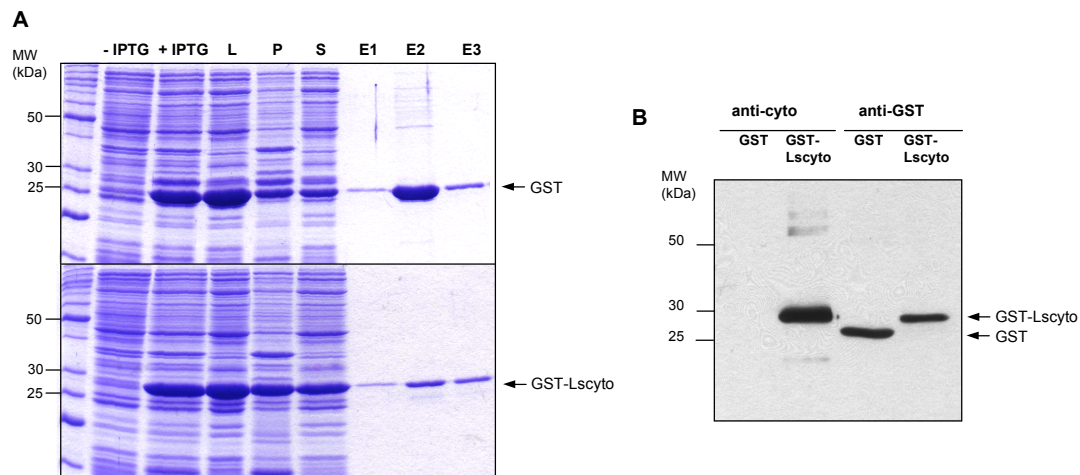 A
MW
(kDa)
- IPTG + IPTG L P S E1 E2 E3
50
30
25
GST
50
30
25
GST-Lscyto
B
anti-cyto anti-GST
GST GST-
Lscyto GST GST-
Lscyto
MW
(kDa)
50
30
25
GST-Lscyto
GST